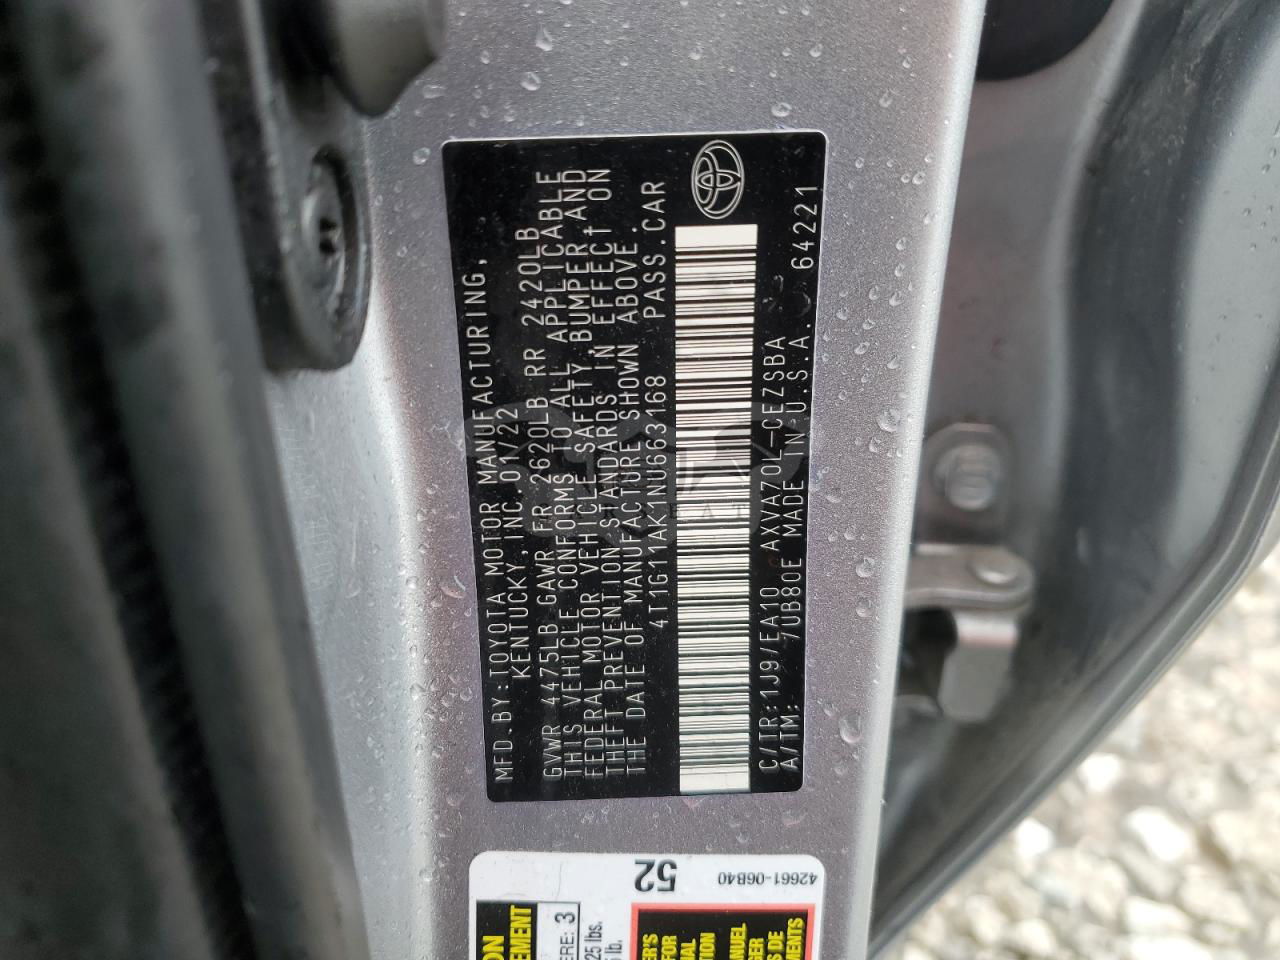 MFD.BY:TOYOTA MOTOR MANUFACTURING,
KENTUCKY,INC 01/22
GVWR 4475LB GAWR FR 2620LB RR 2420LB
THIS VEHICLE CONFORMS TO ALL APPLICABLE
FEDERAL MOTOR VEHICLE SAFETY,BUMPER,AND
THEFT PREVENTION STANDARDS IN EFFECT ON
THE DATE OF MANUFACTURE SHOWN ABOVE.
4T1G11AK1NU663168 PASS.CAR
C/TR:1J9/EA10 AXVA70L-CEZSBA
A/TM:-/UB80E MADE IN U.S.A. 64221
52
42661-06B40